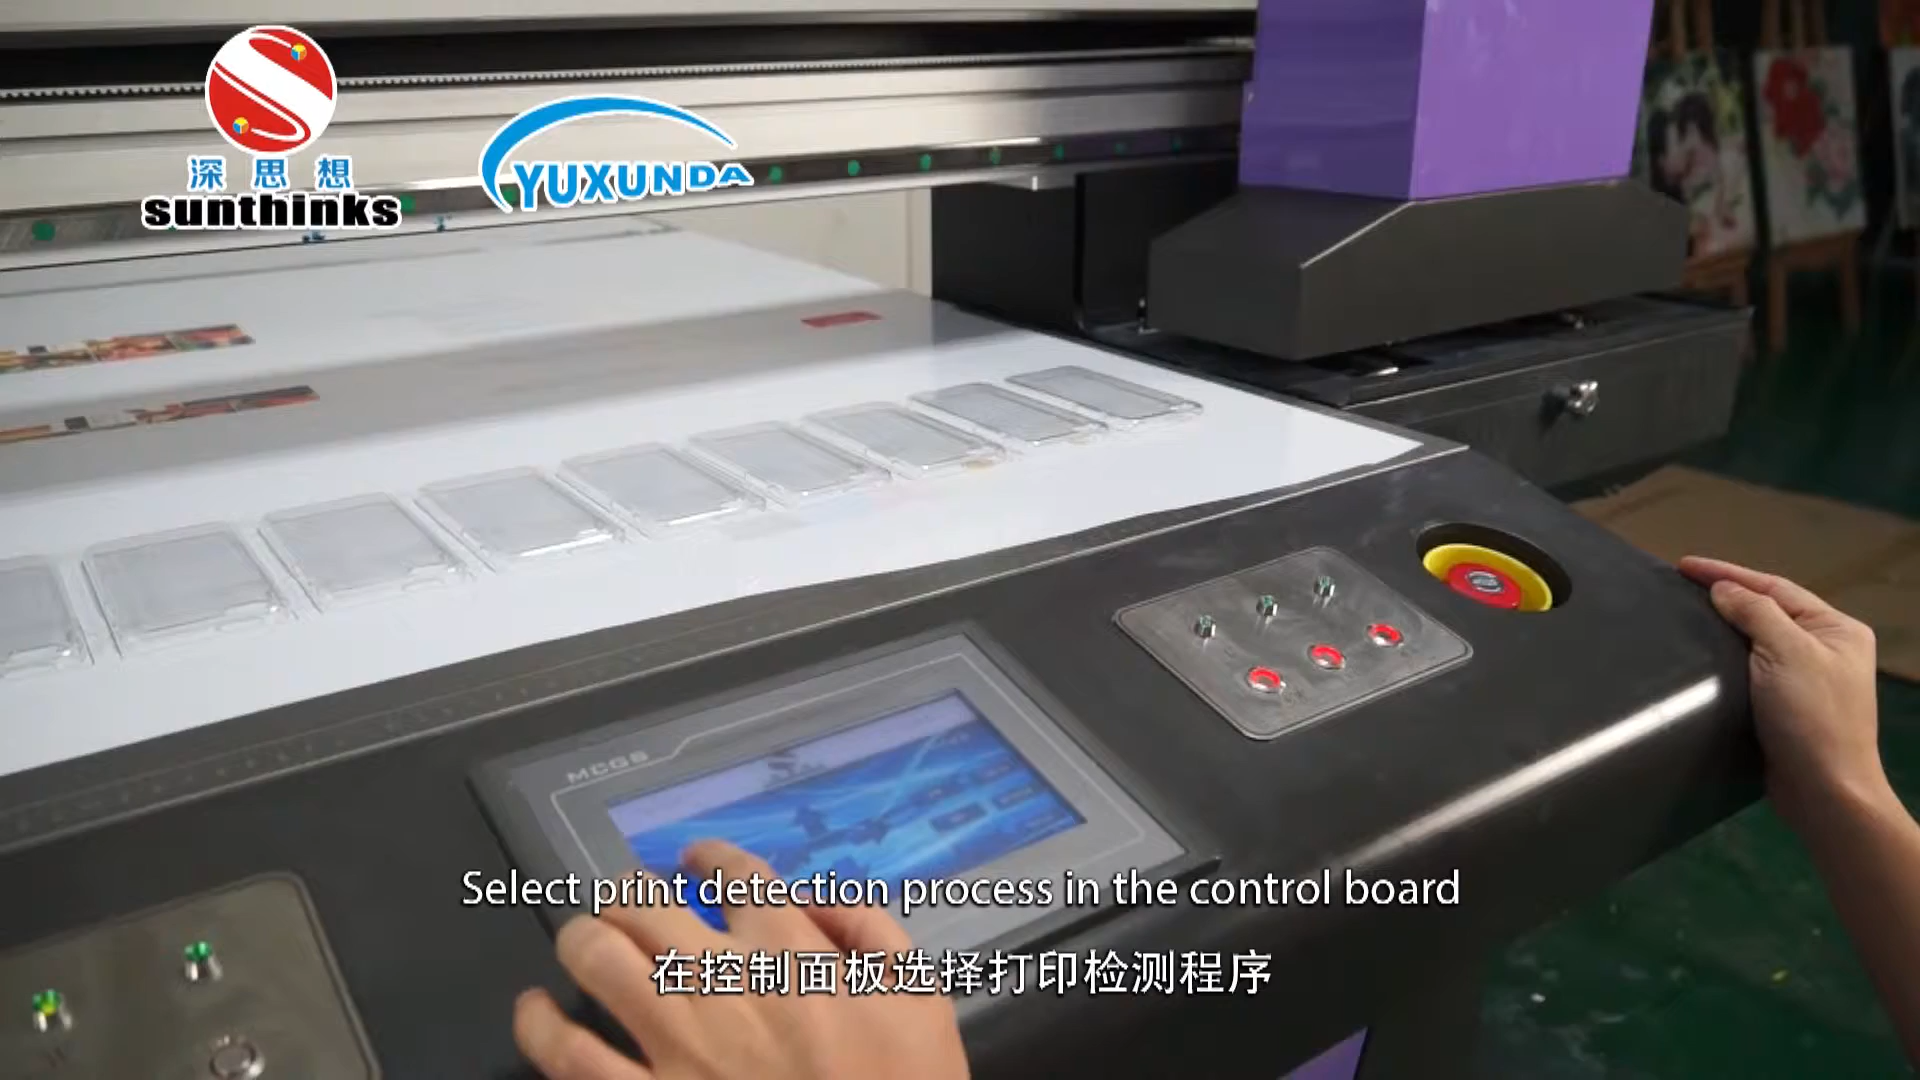 深思想
sunthinks
YUXUNDA
MCGS
Select print detection process in the control board
在控制面板选择打印检测程序